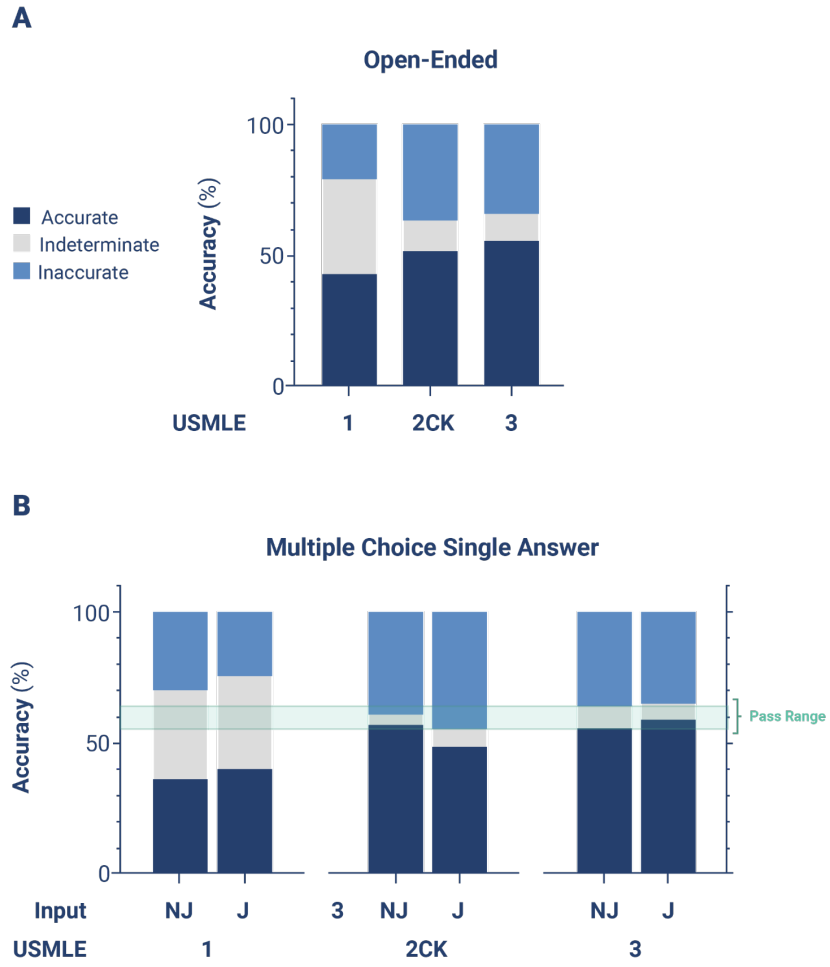 A
Open-Ended
100
50
0
Accuracy (%)
Accurate
Indeterminate
Inaccurate
USMLE 1 2CK 3
B
Multiple Choice Single Answer
100
50
0
Accuracy (%)
Pass Range
Input NJ J 3 NJ J NJ J
USMLE 1 2CK 3